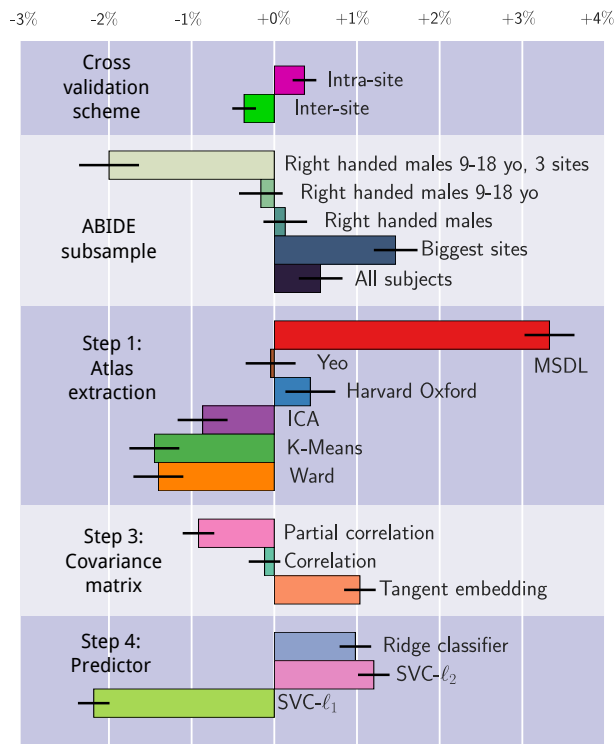 -3% -2% -1% +0% +1% +3% +4%
Cross
validation
scheme
Intra-site
Inter-site
ABIDE
subsample
Right handed males 9-18 yo, 3 sites
Right handed males 9-18 yo
Right handed males
Biggest sites
All subjects
Step 1:
Atlas
extraction
MSDL
Yeo
Harvard Oxford
ICA
K-Means
Ward
Step 3:
Covariance
matrix
Partial correlation
Correlation
Tangent embedding
Step 4:
Predictor
Ridge classifier
SVC-ℓ₂
SVC-ℓ₁